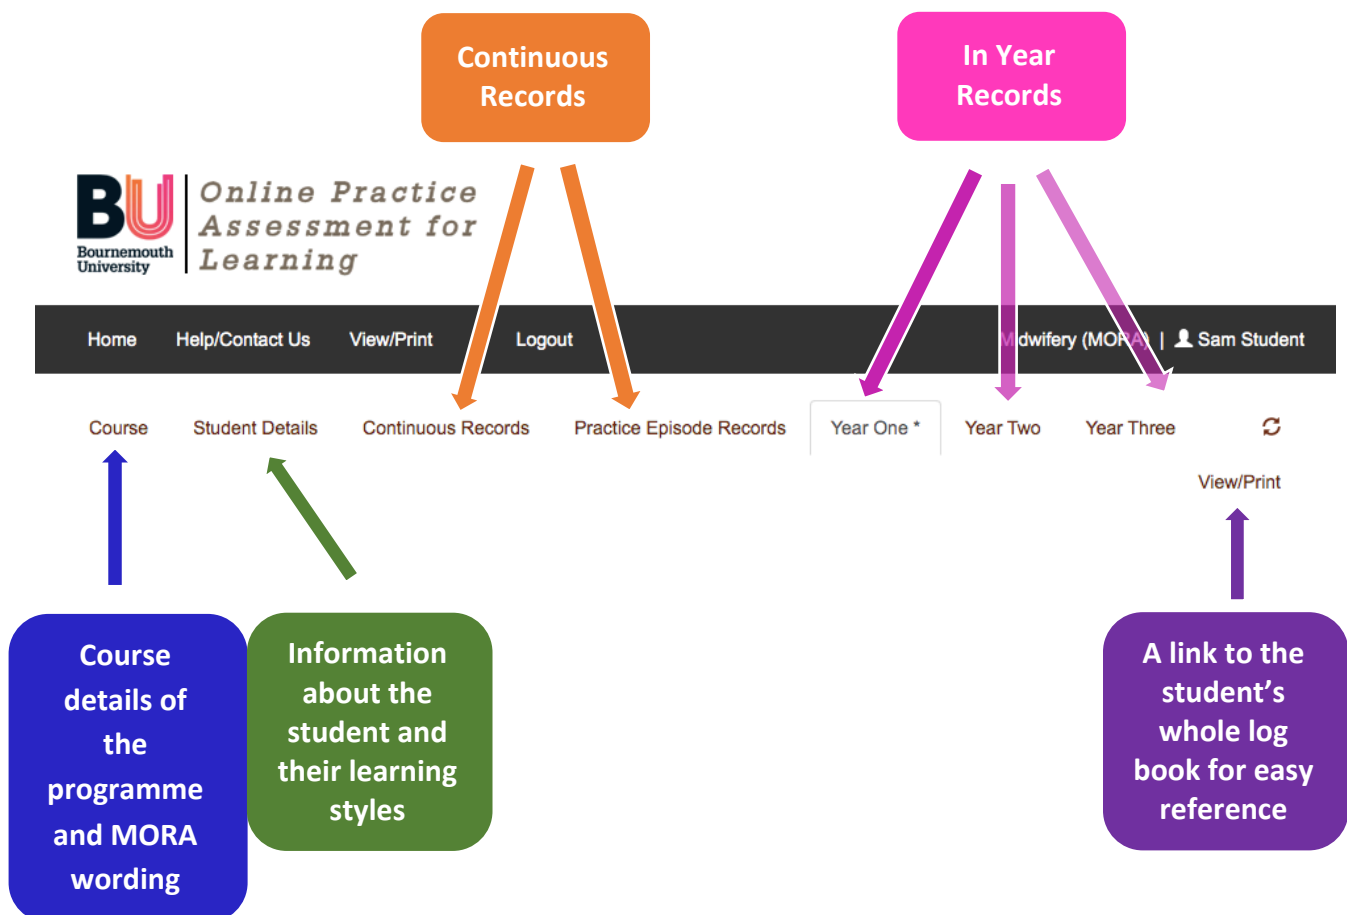 Continuous
Records
In Year
Records
BU
Bournemouth
University
Online Practice
Assessment for
Learning
Home Help/Contact Us View/Print Logout Midwifery (MORA) | Sam Student
Course Student Details Continuous Records Practice Episode Records Year One * Year Two Year Three
View/Print
Course
details of
the
programme
and MORA
wording
Information
about the
student and
their learning
styles
A link to the
student’s
whole log
book for easy
reference